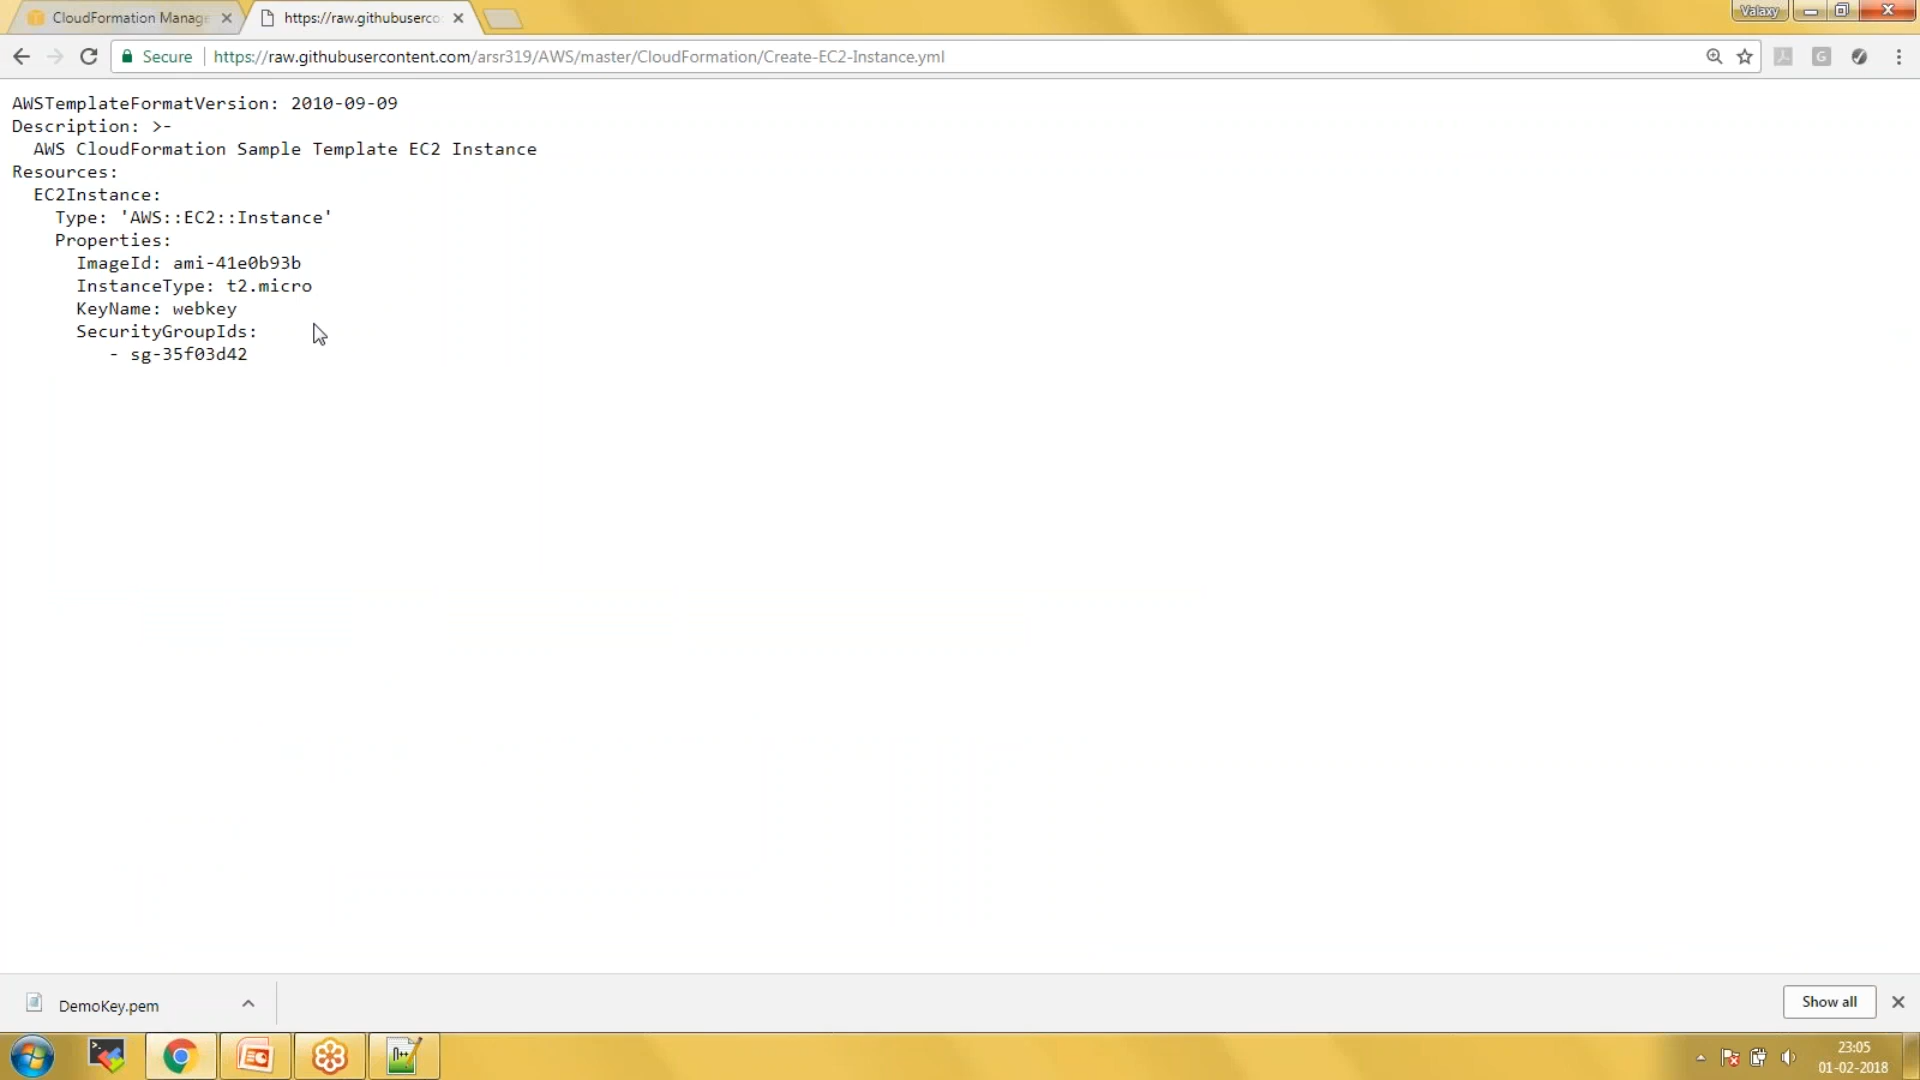 CloudFormation Manag
https://raw.githubuserco
Valaxy
Secure https://raw.githubusercontent.com/arsr319/AWS/master/CloudFormation/Create-EC2-Instance.yml
AWSTemplateFormatVersion: 2010-09-09
Description: >-
  AWS CloudFormation Sample Template EC2 Instance
Resources:
  EC2Instance:
    Type: 'AWS::EC2::Instance'
    Properties:
      ImageId: ami-41e0b93b
      InstanceType: t2.micro
      KeyName: webkey
      SecurityGroupIds:
         - sg-35f03d42
DemoKey.pem
Show all
23:05
01-02-2018